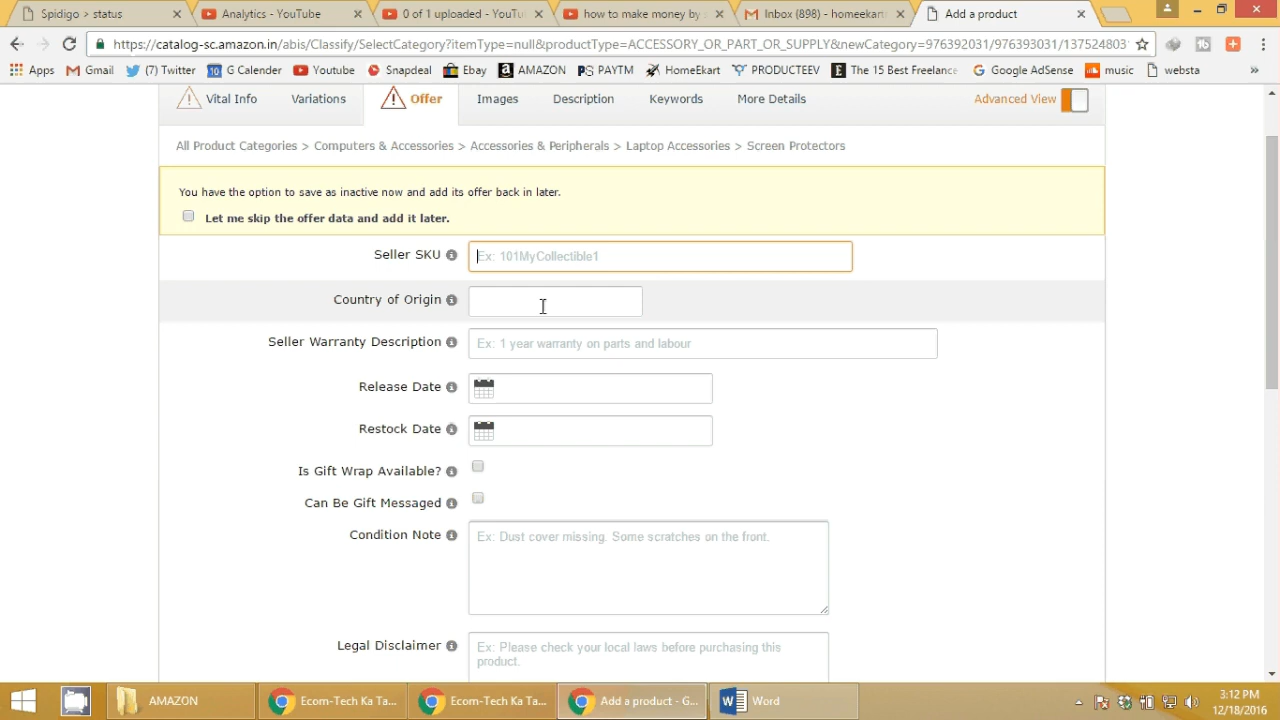 Spidigo > status
Analytics - YouTube
0 of 1 uploaded - YouTu
how to make money by s
Inbox (898) - homeekart
Add a product
https://catalog-sc.amazon.in/abis/Classify/SelectCategory?itemType=null&productType=ACCESSORY_OR_PART_OR_SUPPLY&newCategory=976392031/976393031/1375248031
Apps Gmail (7) Twitter G Calender Youtube Snapdeal Ebay AMAZON PAYTM HomeEkart PRODUCTEEV The 15 Best Freelance Google AdSense music websta »
Vital Info Variations Offer Images Description Keywords More Details Advanced View
All Product Categories > Computers & Accessories > Accessories & Peripherals > Laptop Accessories > Screen Protectors
You have the option to save as inactive now and add its offer back in later.
Let me skip the offer data and add it later.
Seller SKU Ex: 101MyCollectible1
Country of Origin
Seller Warranty Description Ex: 1 year warranty on parts and labour
Release Date
Restock Date
Is Gift Wrap Available?
Can Be Gift Messaged
Condition Note Ex: Dust cover missing. Some scratches on the front.
Legal Disclaimer Ex: Please check your local laws before purchasing this
product.
AMAZON Ecom-Tech Ka Ta... Ecom-Tech Ka Ta... Add a product - G... Word
3:12 PM
12/18/2016